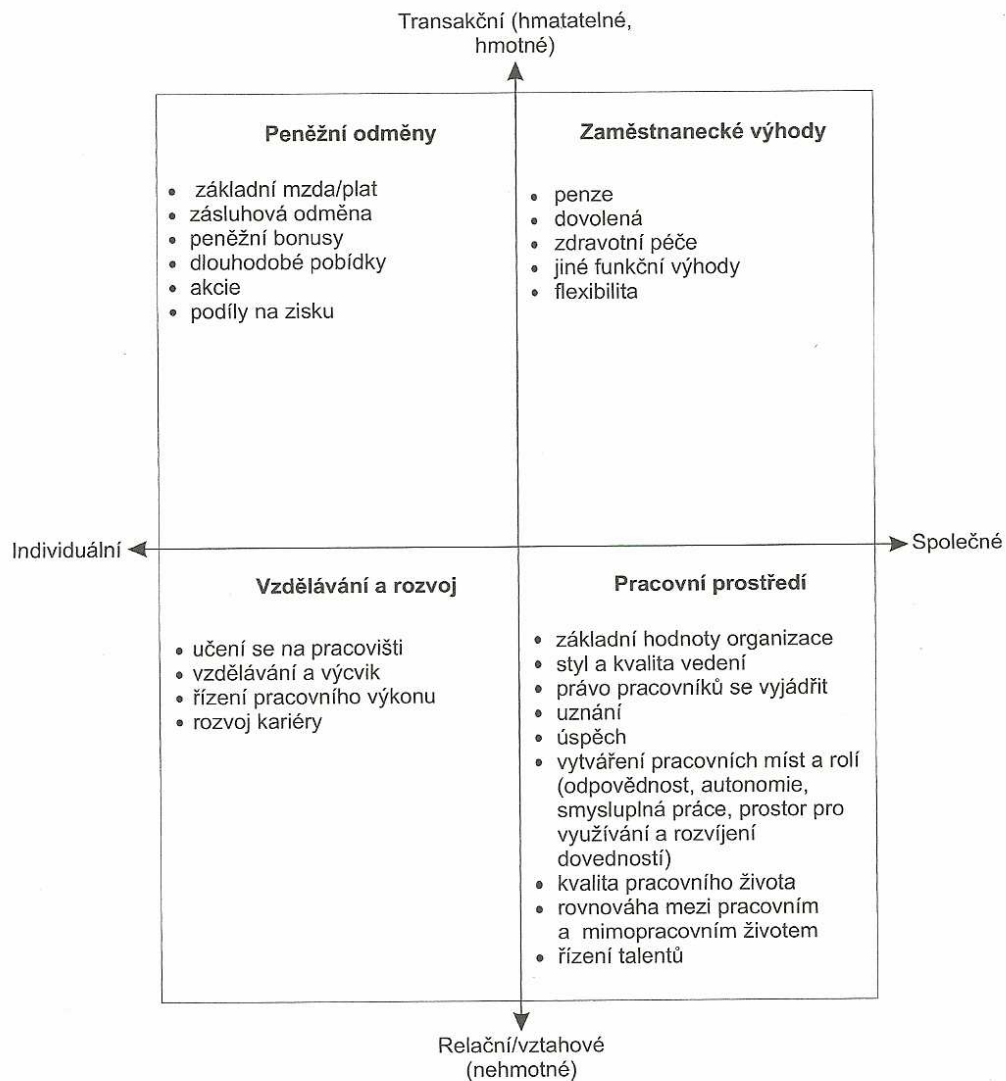 Transakční (hmatatelné,
hmotné)
Peněžní odměny
• základní mzda/plat
• zásluhová odměna
• peněžní bonusy
• dlouhodobé pobídky
• akcie
• podíly na zisku
Zaměstnanecké výhody
• penze
• dovolená
• zdravotní péče
• jiné funkční výhody
• flexibilita
Individuální
Společné
Vzdělávání a rozvoj
• učení se na pracovišti
• vzdělávání a výcvik
• řízení pracovního výkonu
• rozvoj kariéry
Pracovní prostředí
• základní hodnoty organizace
• styl a kvalita vedení
• právo pracovníků se vyjádřit
• uznání
• úspěch
• vytváření pracovních míst a rolí
(odpovědnost, autonomie,
smysluplná práce, prostor pro
využívání a rozvíjení
dovedností)
• kvalita pracovního života
• rovnováha mezi pracovním
a mimopracovním životem
• řízení talentů
Relační/vztahové
(nehmotné)